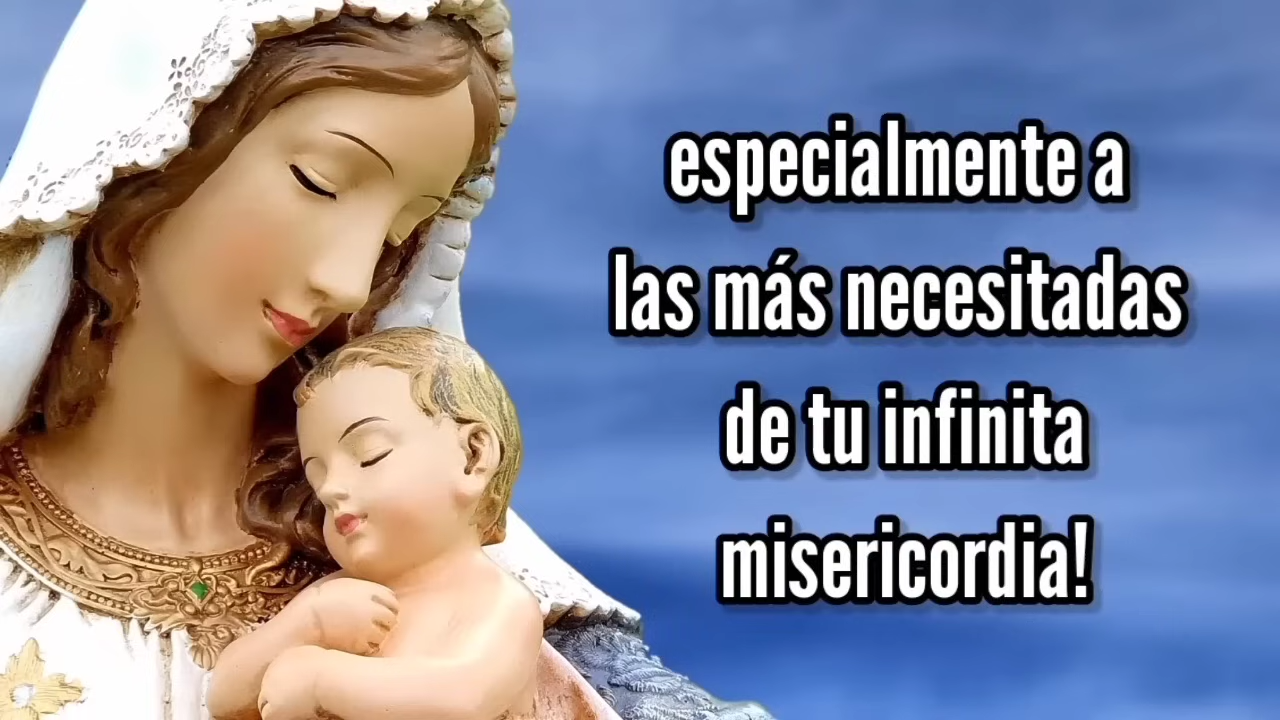 especialmente a
las más necesitadas
de tu infinita
misericordia!